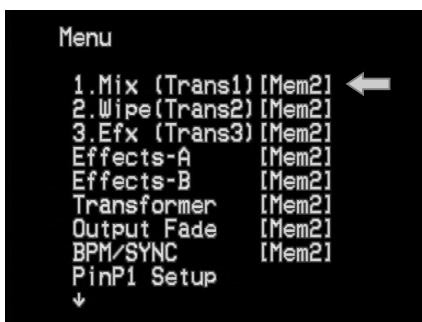 Menu
1.Mix (Trans1)[Mem2]
2.Wipe(Trans2)[Mem2]
3.Efx (Trans3)[Mem2]
Effects-A [Mem2]
Effects-B [Mem2]
Transformer [Mem2]
Output Fade [Mem2]
BPM/SYNC [Mem2]
PinP1 Setup